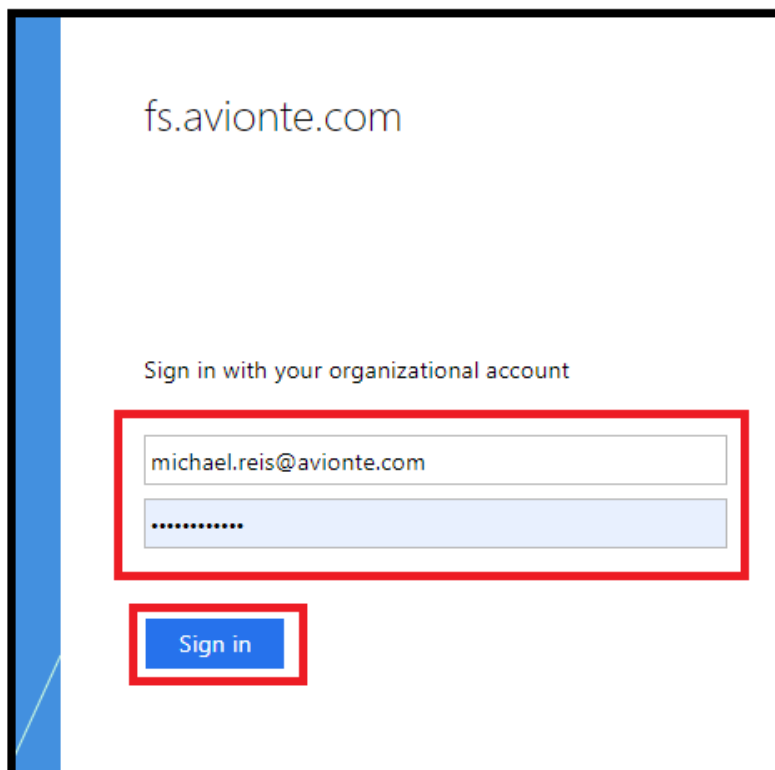 fs.avionte.com
Sign in with your organizational account
michael.reis@avionte.com
••••••••••••
Sign in